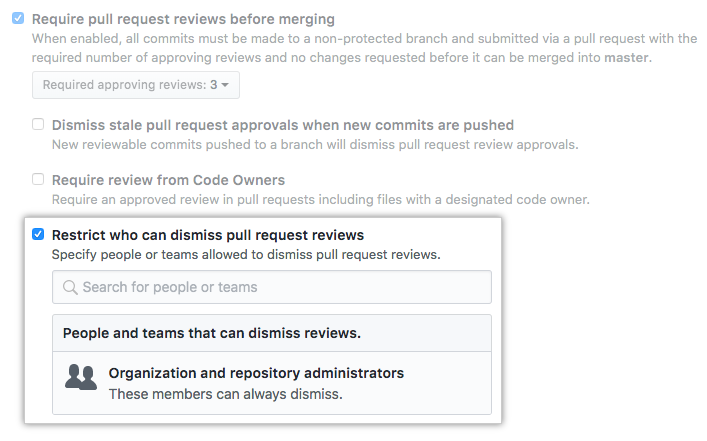 Require pull request reviews before merging
When enabled, all commits must be made to a non-protected branch and submitted via a pull request with the
required number of approving reviews and no changes requested before it can be merged into master.
Required approving reviews: 3
Dismiss stale pull request approvals when new commits are pushed
New reviewable commits pushed to a branch will dismiss pull request review approvals.
Require review from Code Owners
Require an approved review in pull requests including files with a designated code owner.
Restrict who can dismiss pull request reviews
Specify people or teams allowed to dismiss pull request reviews.
Search for people or teams
People and teams that can dismiss reviews.
Organization and repository administrators
These members can always dismiss.